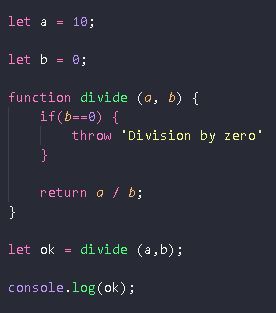 let a = 10;
let b = 0;
function divide (a, b) {
    if(b==0) {
        throw 'Division by zero'
    }
    return a / b;
}
let ok = divide (a,b);
console.log(ok);